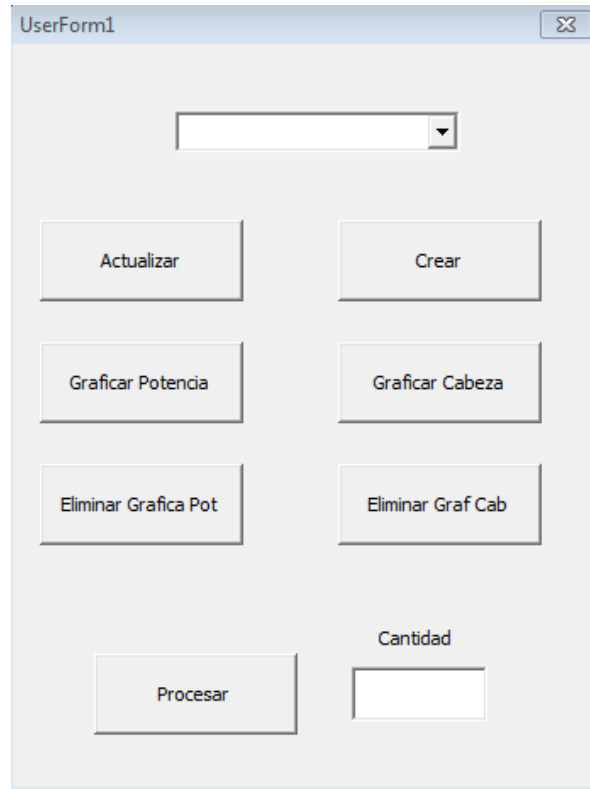 UserForm1
Actualizar
Crear
Graficar Potencia
Graficar Cabeza
Eliminar Grafica Pot
Eliminar Graf Cab
Cantidad
Procesar